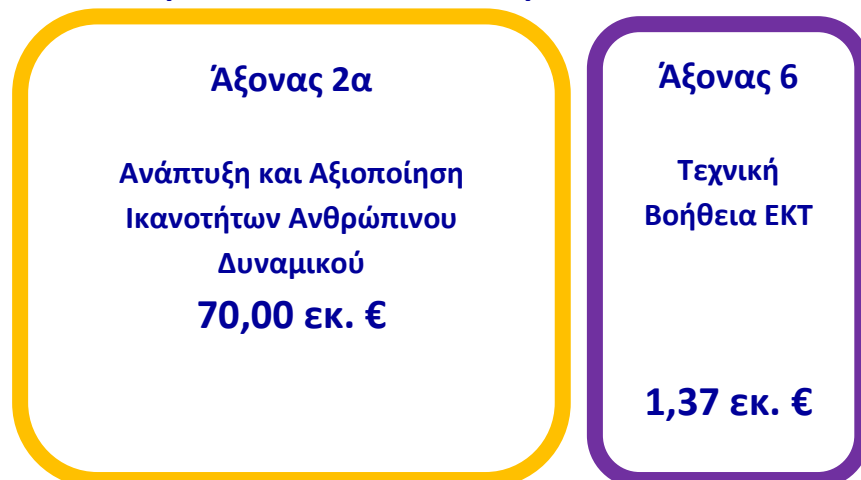 Άξονας 2α
Ανάπτυξη και Αξιοποίηση
Ικανοτήτων Ανθρώπινου
Δυναμικού
70,00 εκ. €
Άξονας 6
Τεχνική
Βοήθεια ΕΚΤ
1,37 εκ. €